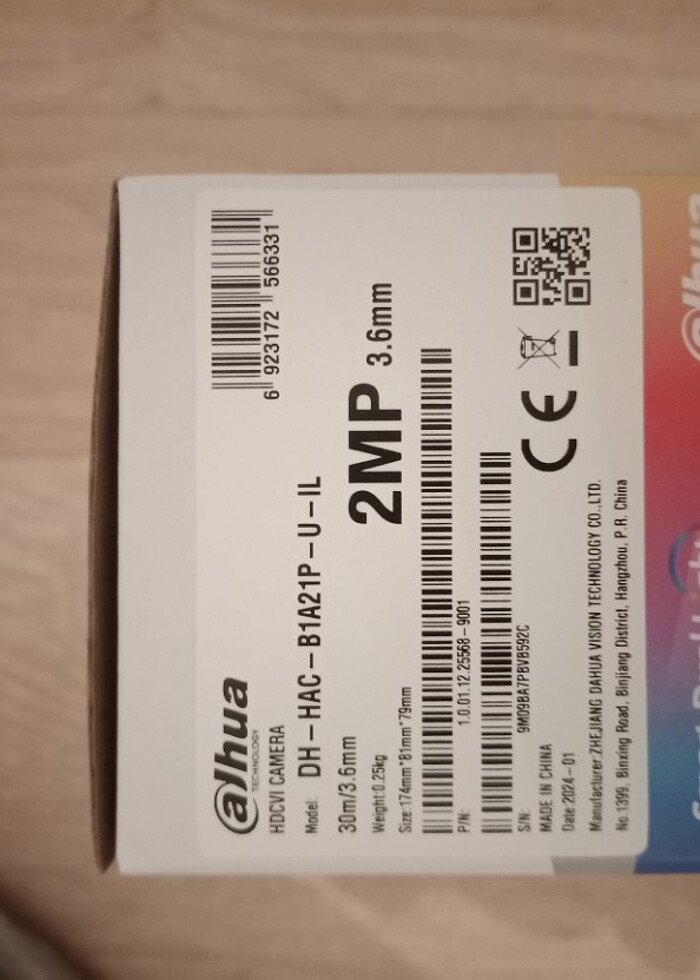 alhua
TECHNOLOGY
6 923172 566331
HDCVI CAMERA
Model: DH-HAC-B1A21P-U-IL
30m/3.6mm
2MP 3.6mm
Weight:0.25kg
Size:174mm*81mm*79mm
P/N: 1.0.01.12.25568-9001
S/N: 9M09BA7PBVB592C
CE
MADE IN CHINA
Date:2024-01
Manufacturer:ZHEJIANG DAHUA VISION TECHNOLOGY CO.,LTD.
No.1399, Binxing Road, Binjiang District, Hangzhou, P.R. China
alhua